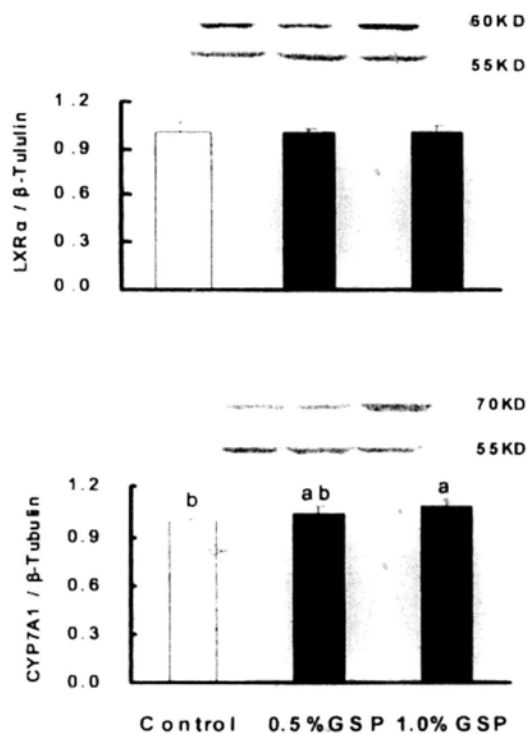 60KD
55KD
1.2
0.9
0.6
0.3
0.0
LXRα / β-Tululin
70KD
55KD
1.2
0.9
0.6
0.3
0.0
CYP7A1 / β-Tubulin
b
ab
a
Control 0.5%GSP 1.0% GSP